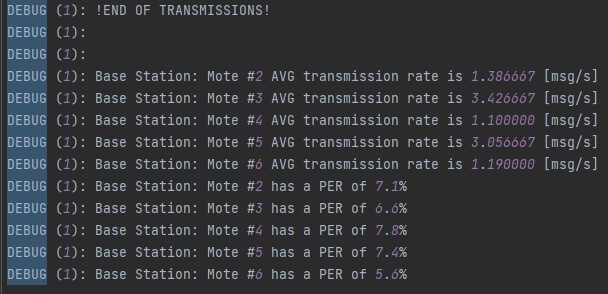 DEBUG (1): !END OF TRANSMISSIONS!
DEBUG (1):
DEBUG (1):
DEBUG (1): Base Station: Mote #2 AVG transmission rate is 1.386667 [msg/s]
DEBUG (1): Base Station: Mote #3 AVG transmission rate is 3.426667 [msg/s]
DEBUG (1): Base Station: Mote #4 AVG transmission rate is 1.100000 [msg/s]
DEBUG (1): Base Station: Mote #5 AVG transmission rate is 3.056667 [msg/s]
DEBUG (1): Base Station: Mote #6 AVG transmission rate is 1.190000 [msg/s]
DEBUG (1): Base Station: Mote #2 has a PER of 7.1%
DEBUG (1): Base Station: Mote #3 has a PER of 6.6%
DEBUG (1): Base Station: Mote #4 has a PER of 7.8%
DEBUG (1): Base Station: Mote #5 has a PER of 7.4%
DEBUG (1): Base Station: Mote #6 has a PER of 5.6%